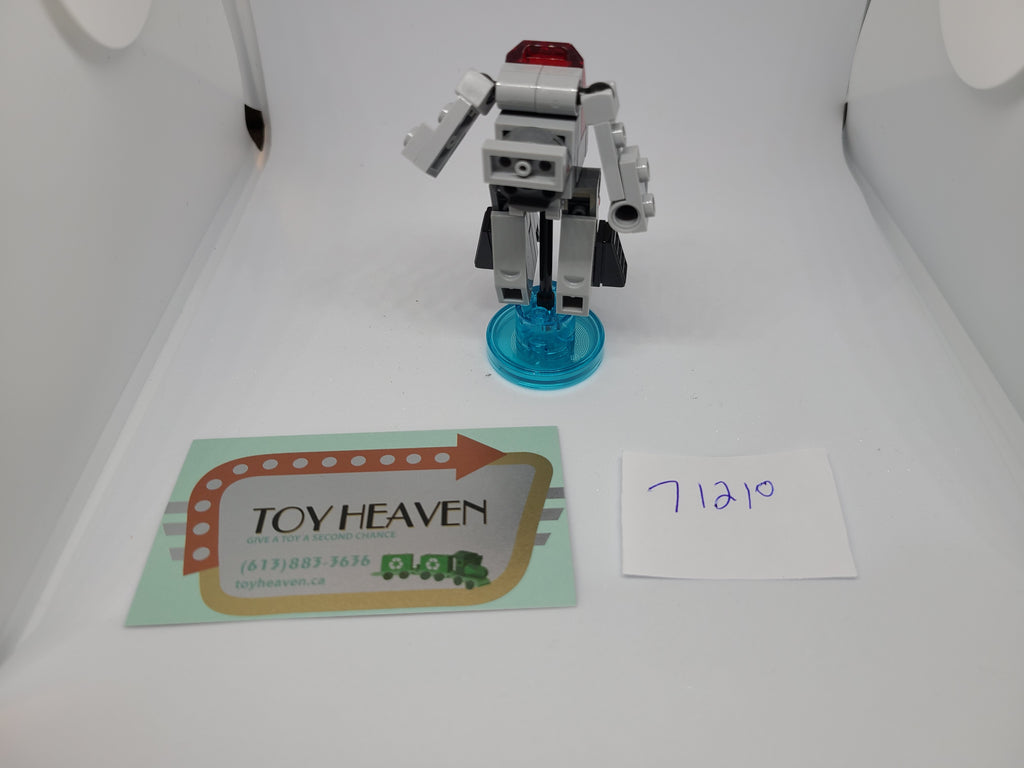 TOY HEAVEN
GIVE A TOY A SECOND CHANCE
(613)883-3636
toyheaven.ca
71210